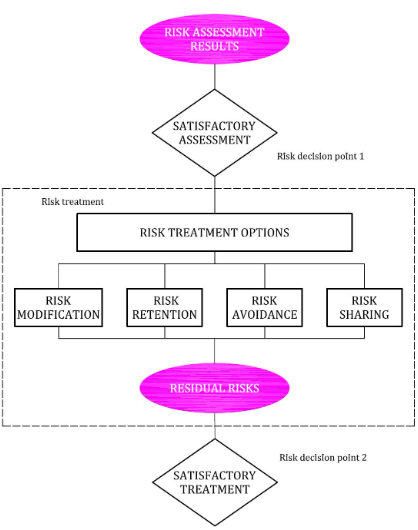 RISK ASSESSMENT
RESULTS
SATISFACTORY
ASSESSMENT
Risk decision point 1
Risk treatment
RISK TREATMENT OPTIONS
RISK
MODIFICATION
RISK
RETENTION
RISK
AVOIDANCE
RISK
SHARING
RESIDUAL RISKS
Risk decision point 2
SATISFACTORY
TREATMENT